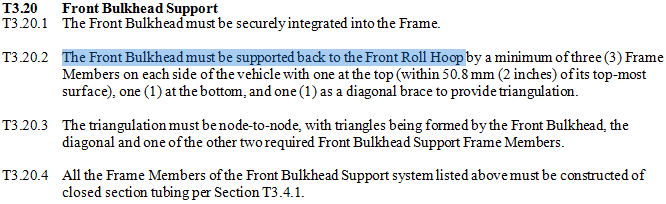 T3.20 Front Bulkhead Support
T3.20.1 The Front Bulkhead must be securely integrated into the Frame.
T3.20.2 The Front Bulkhead must be supported back to the Front Roll Hoop by a minimum of three (3) Frame
Members on each side of the vehicle with one at the top (within 50.8 mm (2 inches) of its top-most
surface), one (1) at the bottom, and one (1) as a diagonal brace to provide triangulation.
T3.20.3 The triangulation must be node-to-node, with triangles being formed by the Front Bulkhead, the
diagonal and one of the other two required Front Bulkhead Support Frame Members.
T3.20.4 All the Frame Members of the Front Bulkhead Support system listed above must be constructed of
closed section tubing per Section T3.4.1.